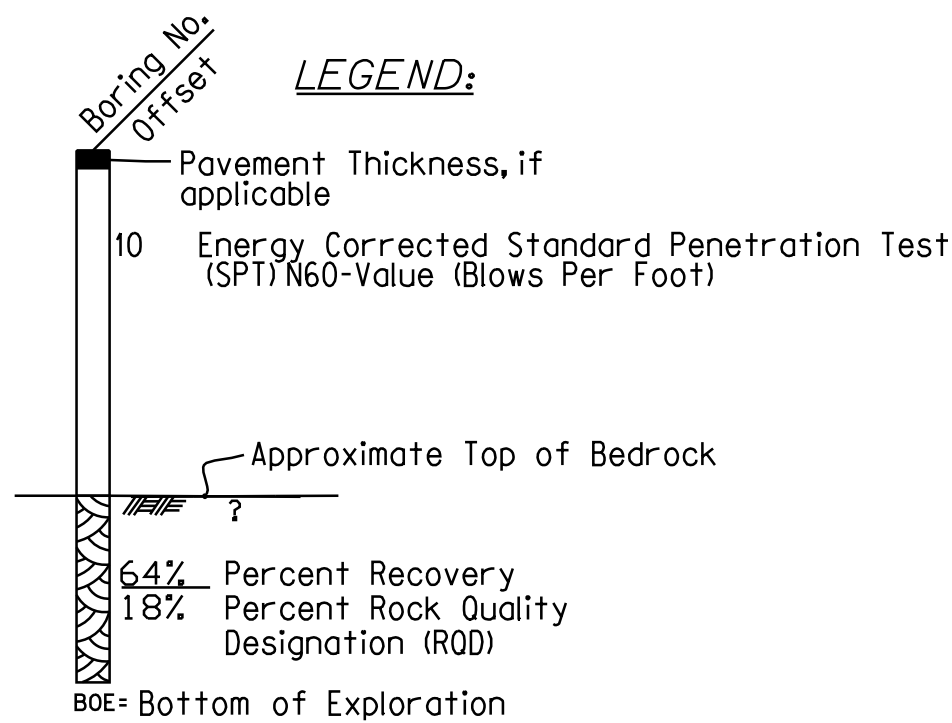 Boring No.
Offset
LEGEND:
Pavement Thickness, if
applicable
10 Energy Corrected Standard Penetration Test
(SPT) N60-Value (Blows Per Foot)
Approximate Top of Bedrock
?
64% Percent Recovery
18% Percent Rock Quality
Designation (RQD)
BOE= Bottom of Exploration